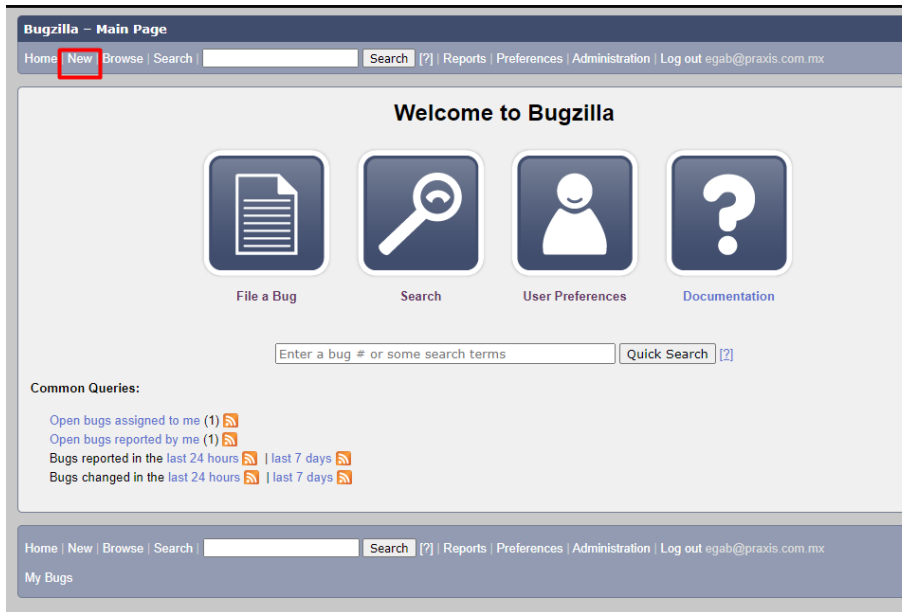 Bugzilla – Main Page
Home | New | Browse | Search | Search [?] | Reports | Preferences | Administration | Log out egab@praxis.com.mx
Welcome to Bugzilla
File a Bug Search User Preferences Documentation
Enter a bug # or some search terms Quick Search [?]
Common Queries:
Open bugs assigned to me (1)
Open bugs reported by me (1)
Bugs reported in the last 24 hours | last 7 days
Bugs changed in the last 24 hours | last 7 days
Home | New | Browse | Search | Search [?] | Reports | Preferences | Administration | Log out egab@praxis.com.mx
My Bugs